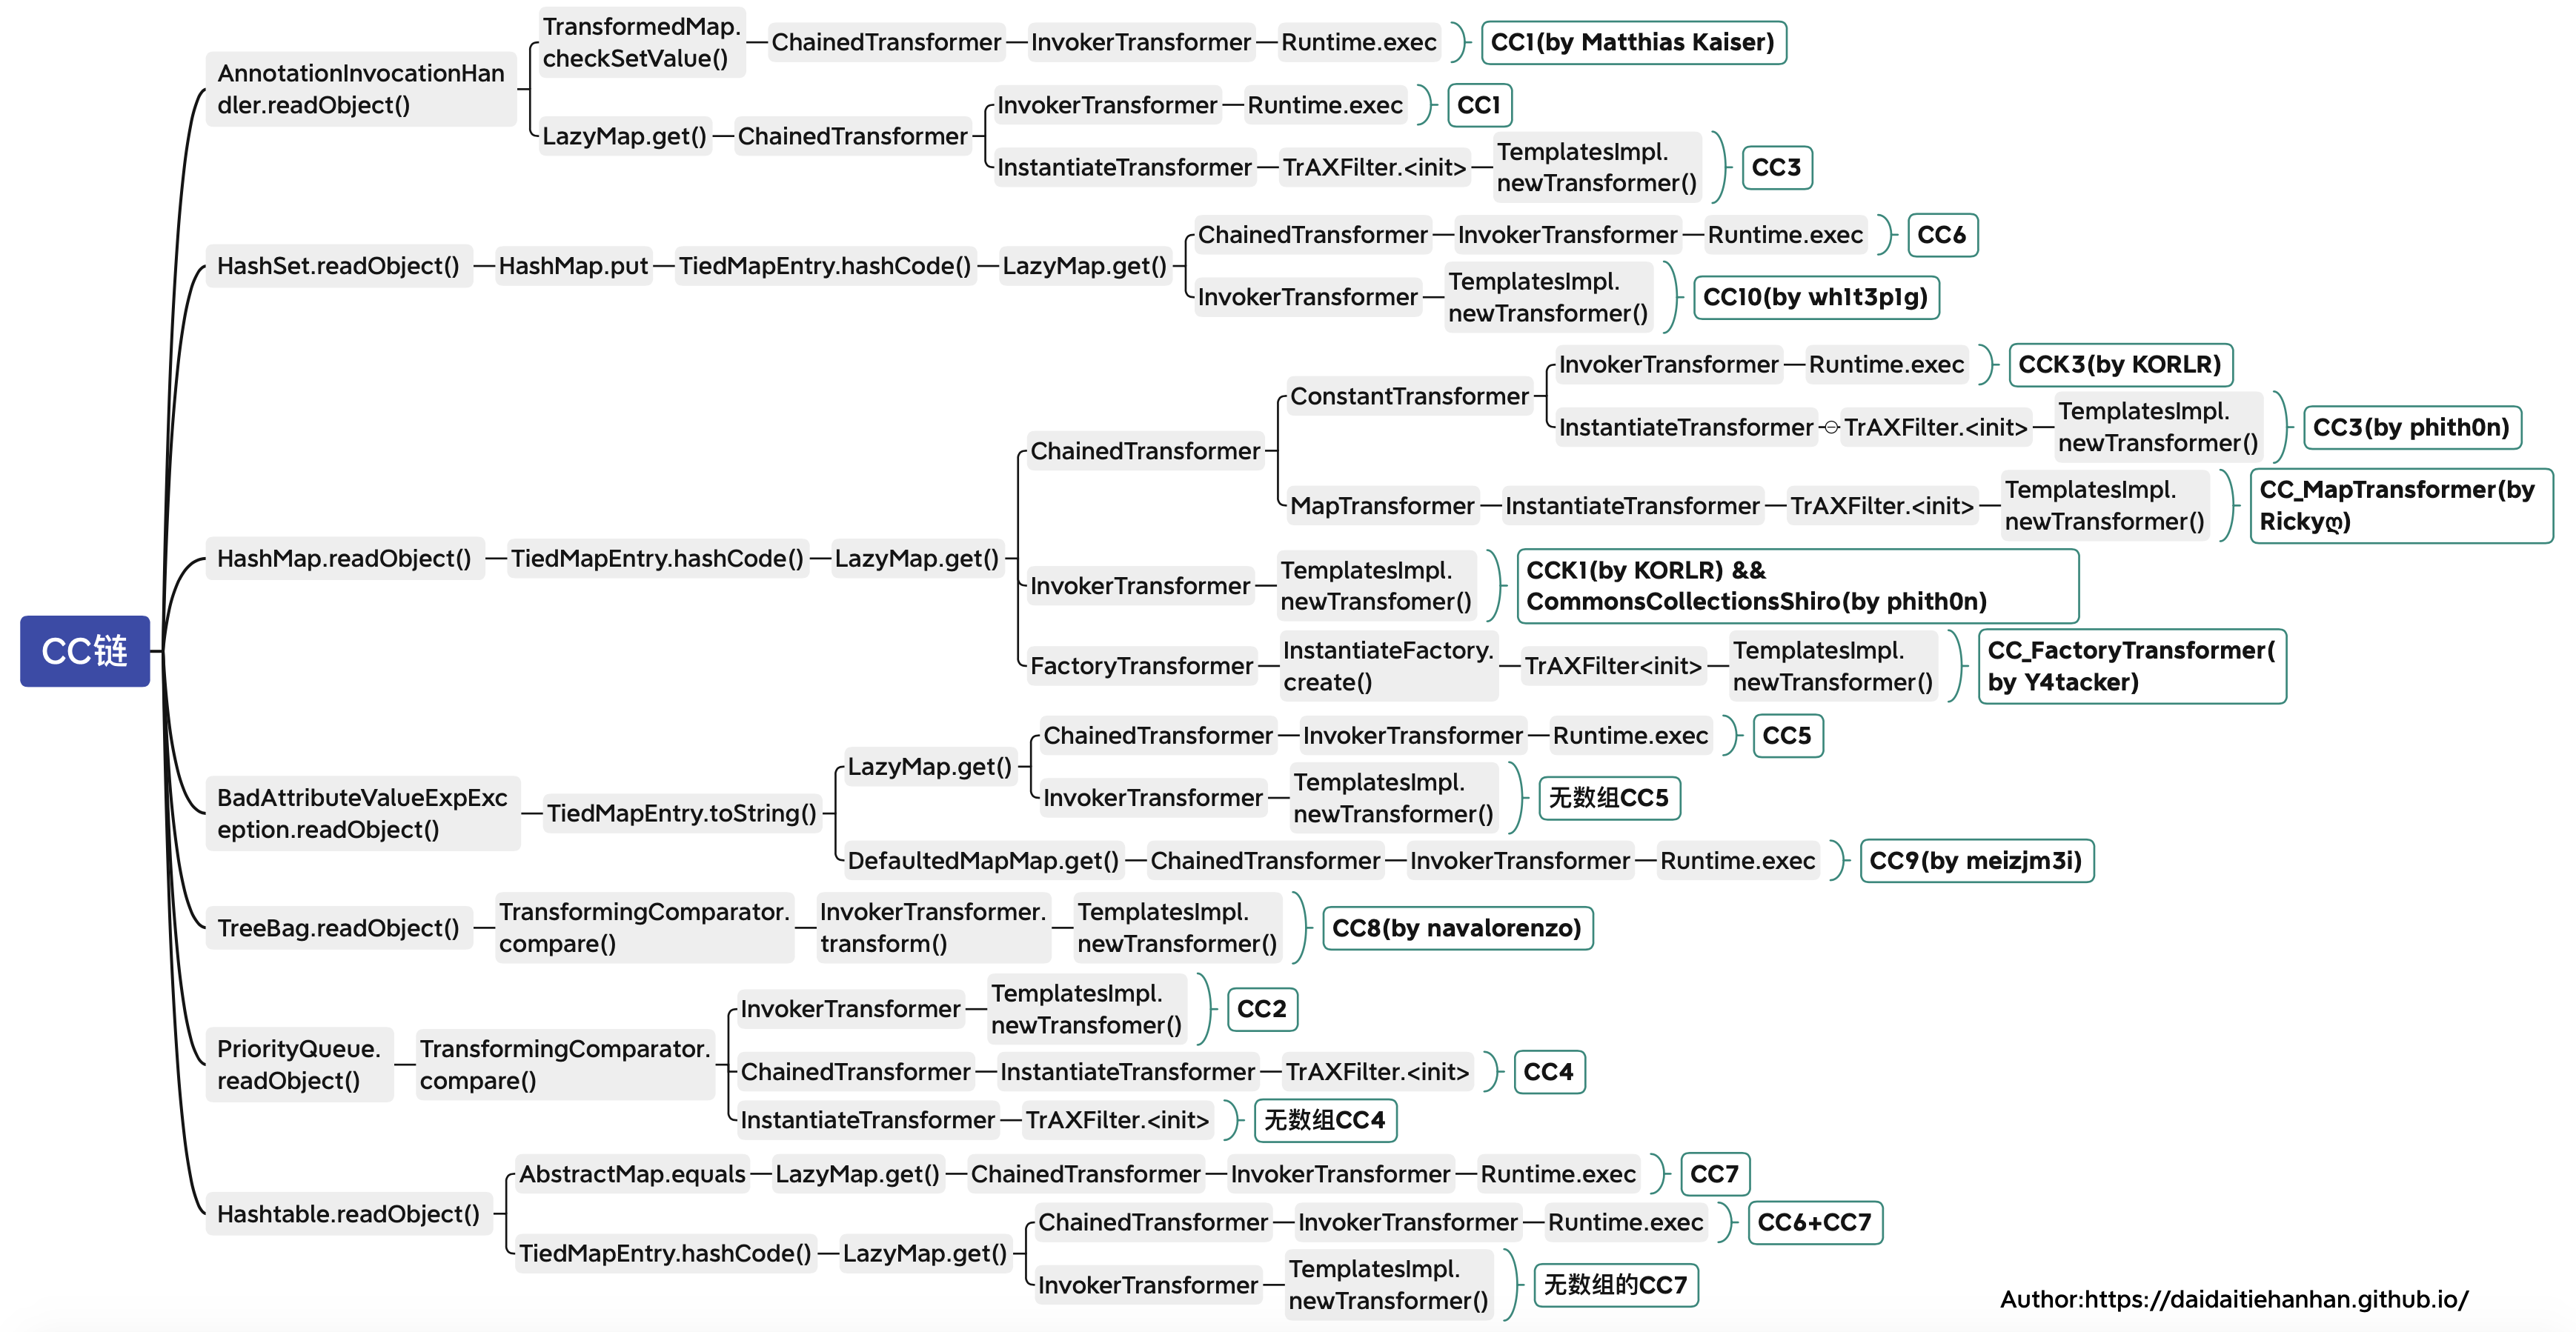 CC链
AnnotationInvocationHan
dler.readObject()
TransformedMap.
checkSetValue()
ChainedTransformer
InvokerTransformer
Runtime.exec
CC1(by Matthias Kaiser)
LazyMap.get()
ChainedTransformer
InvokerTransformer
Runtime.exec
CC1
InstantiateTransformer
TrAXFilter.<init>
TemplatesImpl.
newTransformer()
CC3
HashSet.readObject()
HashMap.put
TiedMapEntry.hashCode()
LazyMap.get()
ChainedTransformer
InvokerTransformer
Runtime.exec
CC6
InvokerTransformer
TemplatesImpl.
newTransformer()
CC10(by wh1t3p1g)
HashMap.readObject()
TiedMapEntry.hashCode()
LazyMap.get()
ChainedTransformer
ConstantTransformer
InvokerTransformer
Runtime.exec
CCK3(by KORLR)
InstantiateTransformer
TrAXFilter.<init>
TemplatesImpl.
newTransformer()
CC3(by phith0n)
MapTransformer
InstantiateTransformer
TrAXFilter.<init>
TemplatesImpl.
newTransformer()
CC_MapTransformer(by
Rickyღ)
InvokerTransformer
TemplatesImpl.
newTransfomer()
CCK1(by KORLR) &&
CommonsCollectionsShiro(by phith0n)
FactoryTransformer
InstantiateFactory.
create()
TrAXFilter<init>
TemplatesImpl.
newTransformer()
CC_FactoryTransformer(
by Y4tacker)
BadAttributeValueExpExc
eption.readObject()
TiedMapEntry.toString()
LazyMap.get()
ChainedTransformer
InvokerTransformer
Runtime.exec
CC5
InvokerTransformer
TemplatesImpl.
newTransformer()
无数组CC5
DefaultedMapMap.get()
ChainedTransformer
InvokerTransformer
Runtime.exec
CC9(by meizjm3i)
TreeBag.readObject()
TransformingComparator.
compare()
InvokerTransformer.
transform()
TemplatesImpl.
newTransformer()
CC8(by navalorenzo)
PriorityQueue.
readObject()
TransformingComparator.
compare()
InvokerTransformer
TemplatesImpl.
newTransfomer()
CC2
ChainedTransformer
InstantiateTransformer
TrAXFilter.<init>
CC4
InstantiateTransformer
TrAXFilter.<init>
无数组CC4
Hashtable.readObject()
AbstractMap.equals
LazyMap.get()
ChainedTransformer
InvokerTransformer
Runtime.exec
CC7
TiedMapEntry.hashCode()
LazyMap.get()
ChainedTransformer
InvokerTransformer
Runtime.exec
CC6+CC7
InvokerTransformer
TemplatesImpl.
newTransformer()
无数组的CC7
Author:https://daidaitiehanhan.github.io/